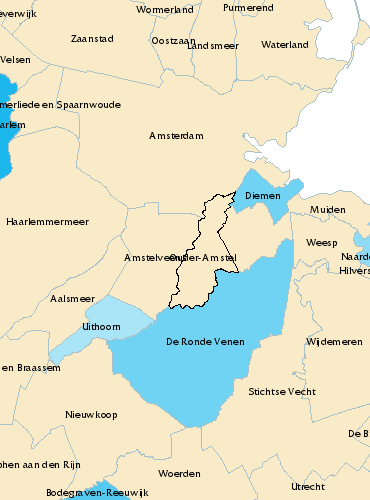 everwijk
Wormerland
Purmerend
Zaanstad
Oostzaan
Landsmeer
Waterland
Velsen
merliede en Spaarnwoude
arlem
Amsterdam
Diemen
Muiden
Haarlemmermeer
Weesp
Amstelveen
Ouder-Amstel
Naarde
Hilvers
Aalsmeer
Uithoorn
De Ronde Venen
Wijdemeren
en Braassem
Stichtse Vecht
Nieuwkoop
De B
phen aan den Rijn
Woerden
Utrecht
Bodegraven-Reeuwijk